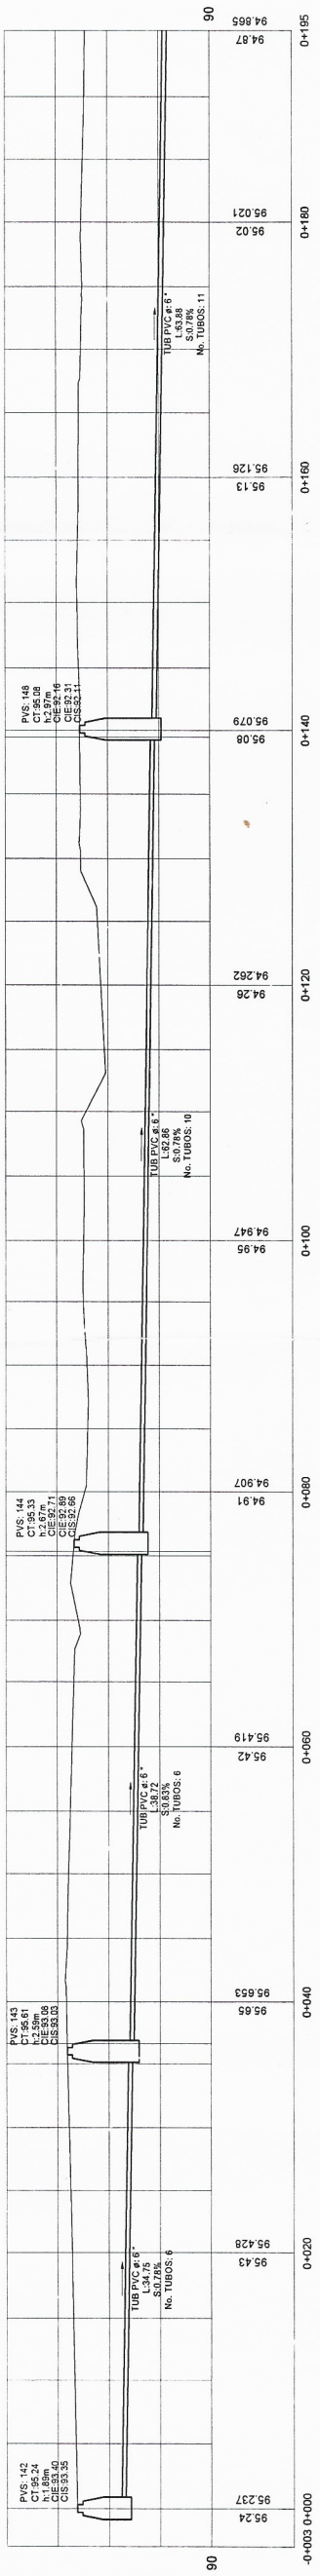 PVS: 142
CT:95.24
h:1.89m
CIE:93.40
CIS:93.35
TUB PVC ø: 6 "
L:34.75
S:0.78%
No. TUBOS: 6
PVS: 143
CT:95.61
h:2.59m
CIE:93.08
CIS:93.03
TUB PVC ø: 6 "
L:38.72
S:0.83%
No. TUBOS: 6
PVS: 144
CT:95.33
h:2.67m
CIE:92.71
CIE:92.89
CIS:92.66
TUB PVC ø: 6 "
L:62.86
S:0.78%
No. TUBOS: 10
PVS: 148
CT:95.08
h:2.97m
CIE:92.16
CIE:92.31
CIS:92.11
TUB PVC ø: 6 "
L:63.88
S:0.78%
No. TUBOS: 11
90
90
95.24
95.237
95.43
95.428
95.65
95.653
95.42
95.419
94.91
94.907
94.95
94.947
94.26
94.262
95.08
95.079
95.13
95.126
95.02
95.021
94.87
94.865
-0+003
0+000
0+020
0+040
0+060
0+080
0+100
0+120
0+140
0+160
0+180
0+195